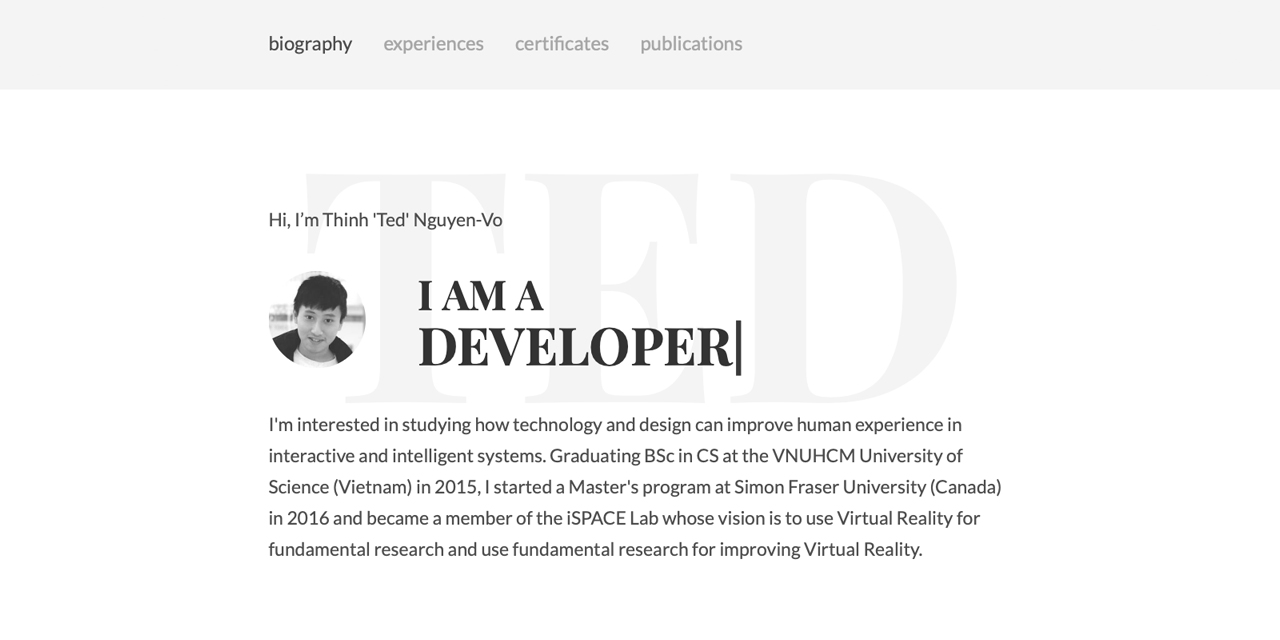 biography experiences certificates publications
TED
Hi, I’m Thinh 'Ted' Nguyen-Vo
I AM A
DEVELOPER|
I'm interested in studying how technology and design can improve human experience in
interactive and intelligent systems. Graduating BSc in CS at the VNUHCM University of
Science (Vietnam) in 2015, I started a Master's program at Simon Fraser University (Canada)
in 2016 and became a member of the iSPACE Lab whose vision is to use Virtual Reality for
fundamental research and use fundamental research for improving Virtual Reality.